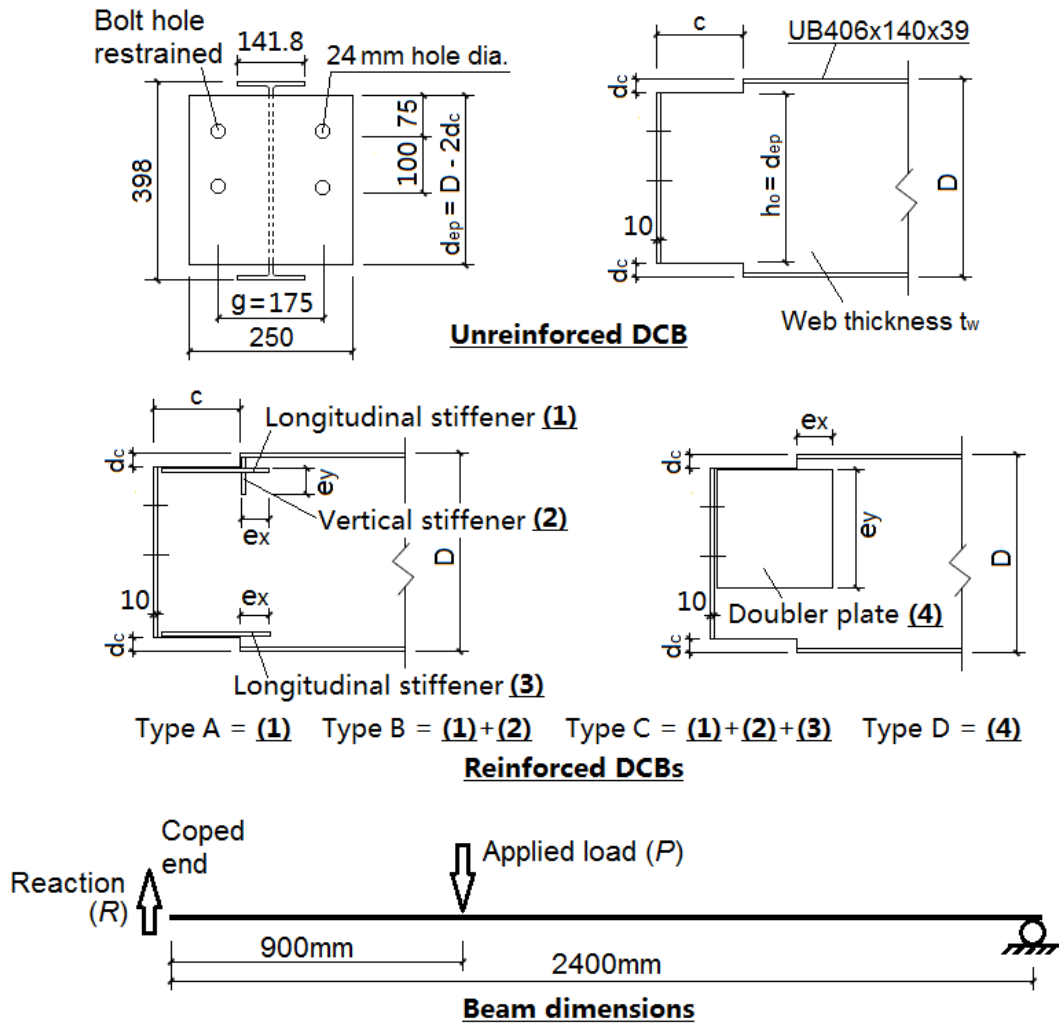 Bolt hole
restrained
141.8
24 mm hole dia.
398
75
100
dep = D - 2dc
g=175
250
c
UB406x140x39
dc
h0 = dep
D
10
dc
Web thickness tw
Unreinforced DCB
c
Longitudinal stiffener (1)
dc
ey
Vertical stiffener (2)
ex
D
ex
10
dc
Longitudinal stiffener (3)
ex
dc
ey
D
10
Doubler plate (4)
dc
Type A = (1) Type B = (1)+(2) Type C = (1)+(2)+(3) Type D = (4)
Reinforced DCBs
Coped
end
Reaction
(R)
Applied load (P)
900mm
2400mm
Beam dimensions